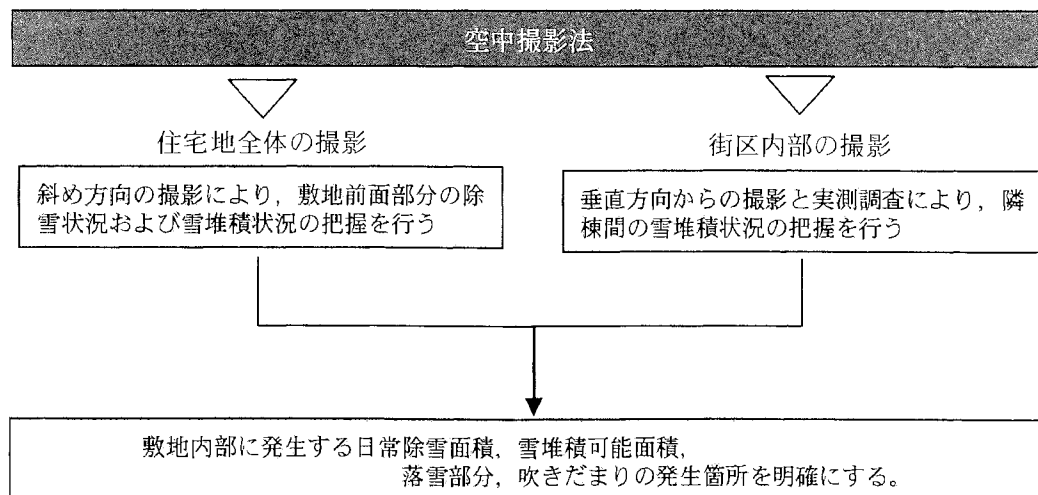 空中撮影法
住宅地全体の撮影
斜め方向の撮影により，敷地前面部分の除
雪状況および雪堆積状況の把握を行う
街区内部の撮影
垂直方向からの撮影と実測調査により，隣
棟間の雪堆積状況の把握を行う
敷地内部に発生する日常除雪面積，雪堆積可能面積，
落雪部分，吹きだまりの発生箇所を明確にする。